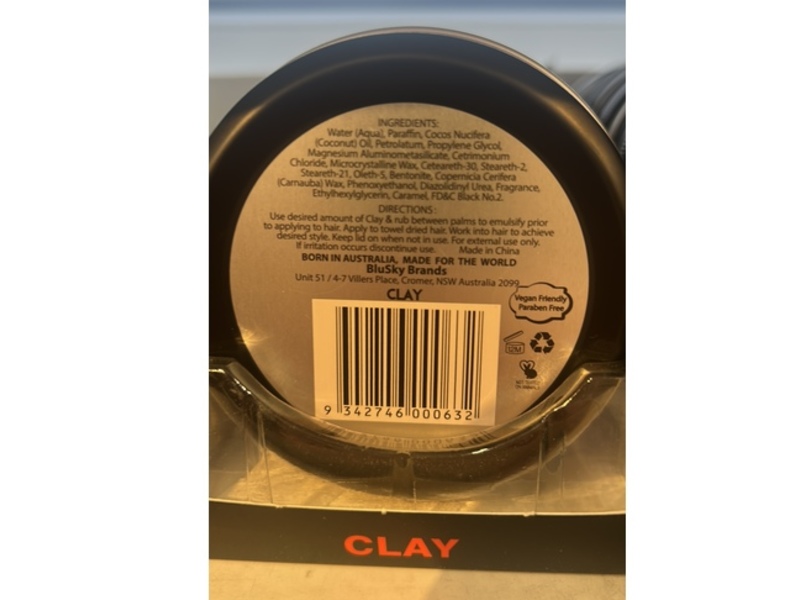 INGREDIENTS:
Water (Aqua), Paraffin, Cocos Nucifera
(Coconut) Oil, Petrolatum, Propylene Glycol,
Magnesium Aluminometasilicate, Cetrimonium
Chloride, Microcrystalline Wax, Ceteareth-30, Steareth-2,
Steareth-21, Oleth-5, Bentonite, Copernicia Cerifera
(Carnauba) Wax, Phenoxyethanol, Diazolidinyl Urea, Fragrance,
Ethylhexylglycerin, Caramel, FD&C Black No.2.
DIRECTIONS:
Use desired amount of Clay & rub between palms to emulsify prior
to applying to hair. Apply to towel dried hair. Work into hair to achieve
desired style. Keep lid on when not in use. For external use only.
If irritation occurs discontinue use. Made in China
BORN IN AUSTRALIA, MADE FOR THE WORLD
BluSky Brands
Unit 51 / 4-7 Villers Place, Cromer, NSW Australia 2099
CLAY
Vegan Friendly
Paraben Free
12M
9 342746 000632
CLAY